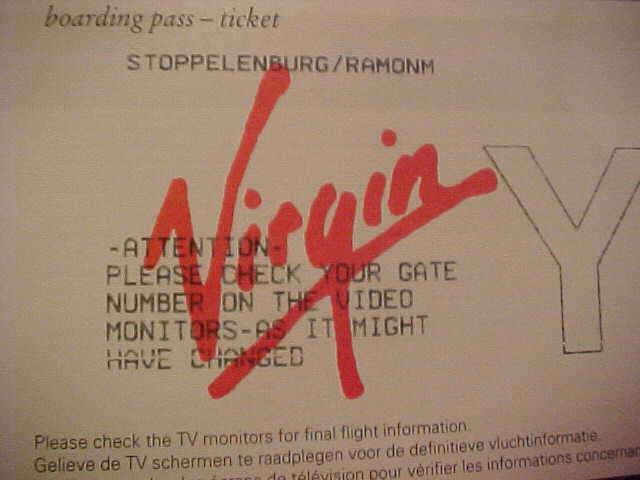 boarding pass – ticket
STOPPELENBURG/RAMONM
Virgin
Y
-ATTENTION-
PLEASE CHECK YOUR GATE
NUMBER ON THE VIDEO
MONITORS-AS IT MIGHT
HAVE CHANGED
Please check the TV monitors for final flight information.
Gelieve de TV schermen te raadplegen voor de definitieve vluchtinformatie.
de télévision pour vérifier les informations